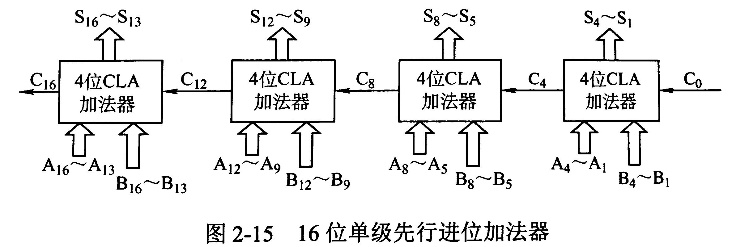 S₁₆～S₁₃ S₁₂～S₉ S₈～S₅ S₄～S₁
C₁₆ 4位CLA加法器 C₁₂ 4位CLA加法器 C₈ 4位CLA加法器 C₄ 4位CLA加法器 C₀
A₁₆～A₁₃ A₁₂～A₉ A₈～A₅ A₄～A₁
B₁₆～B₁₃ B₁₂～B₉ B₈～B₅ B₄～B₁
图 2-15 16 位单级先行进位加法器